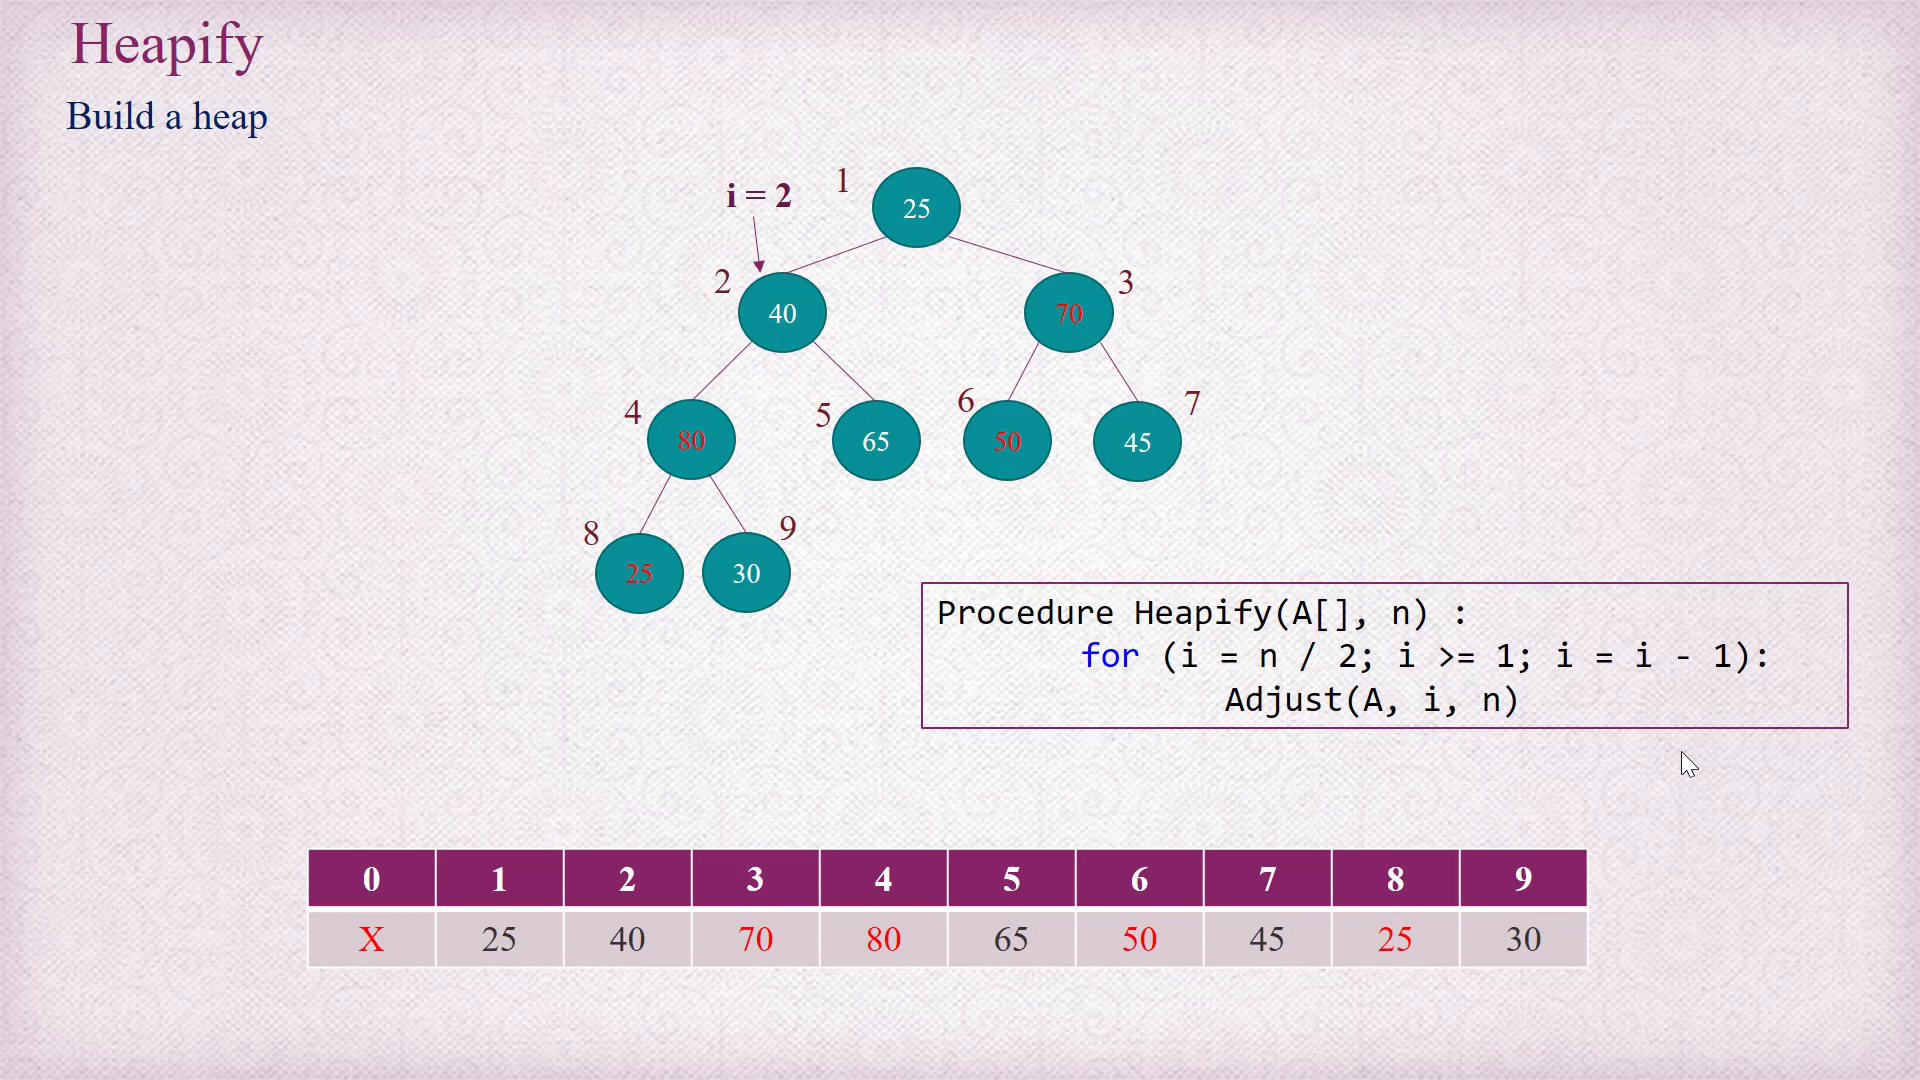 Heapify
Build a heap
i = 2
1
25
2
40
3
70
4
80
5
65
6
50
7
45
8
25
9
30
Procedure Heapify(A[], n) :
for (i = n / 2; i >= 1; i = i - 1):
Adjust(A, i, n)
0 1 2 3 4 5 6 7 8 9
X 25 40 70 80 65 50 45 25 30